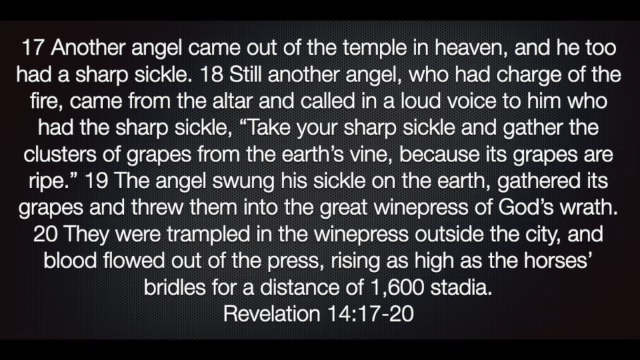 17 Another angel came out of the temple in heaven, and he too
had a sharp sickle. 18 Still another angel, who had charge of the
fire, came from the altar and called in a loud voice to him who
had the sharp sickle, “Take your sharp sickle and gather the
clusters of grapes from the earth’s vine, because its grapes are
ripe.” 19 The angel swung his sickle on the earth, gathered its
grapes and threw them into the great winepress of God’s wrath.
20 They were trampled in the winepress outside the city, and
blood flowed out of the press, rising as high as the horses’
bridles for a distance of 1,600 stadia.
Revelation 14:17-20